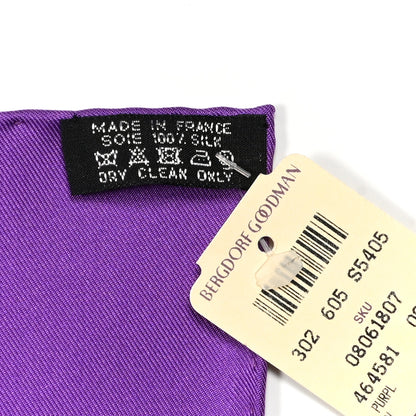 MADE IN FRANCE
SOIE 100% SILK
DRY CLEAN ONLY
BERGDORF GOODMAN
302 605 S5405
SKU
08061807
464581
PURPL